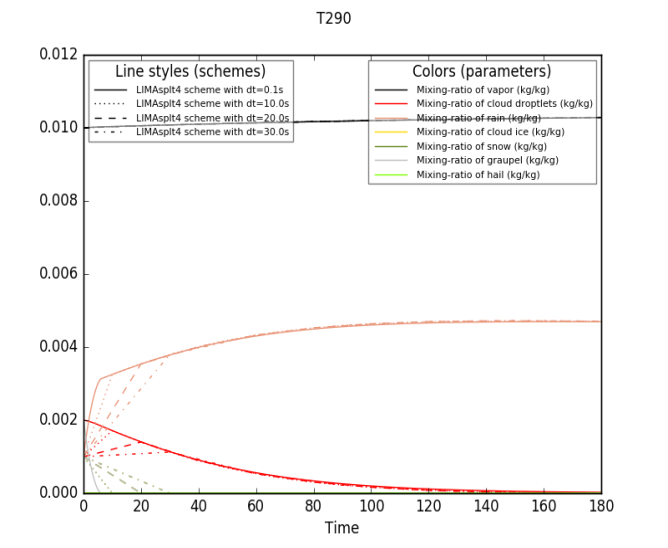 T290
0.012
0.010
0.008
0.006
0.004
0.002
0.000
Line styles (schemes)
LIMAsplt4 scheme with dt=0.1s
LIMAsplt4 scheme with dt=10.0s
LIMAsplt4 scheme with dt=20.0s
LIMAsplt4 scheme with dt=30.0s
Colors (parameters)
Mixing-ratio of vapor (kg/kg)
Mixing-ratio of cloud droptlets (kg/kg)
Mixing-ratio of rain (kg/kg)
Mixing-ratio of cloud ice (kg/kg)
Mixing-ratio of snow (kg/kg)
Mixing-ratio of graupel (kg/kg)
Mixing-ratio of hail (kg/kg)
0 20 40 60 80 100 120 140 160 180
Time